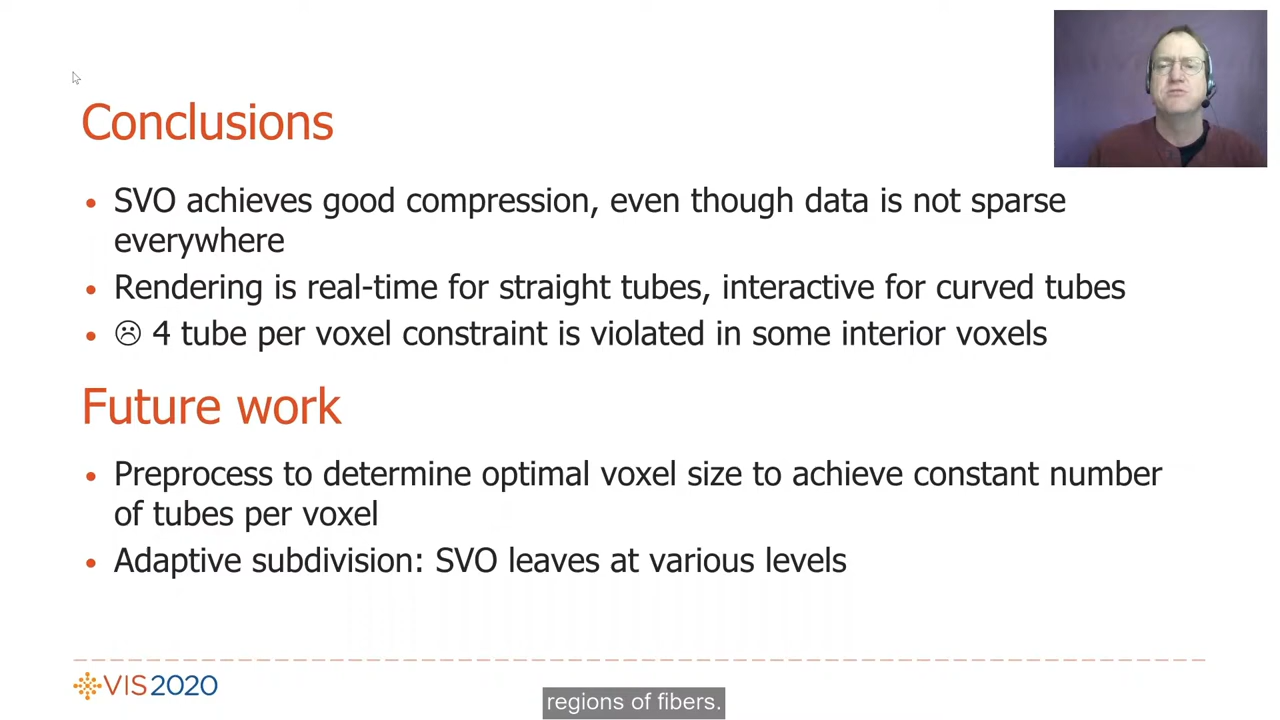 Conclusions
• SVO achieves good compression, even though data is not sparse
everywhere
• Rendering is real-time for straight tubes, interactive for curved tubes
• ☹ 4 tube per voxel constraint is violated in some interior voxels
Future work
• Preprocess to determine optimal voxel size to achieve constant number
of tubes per voxel
• Adaptive subdivision: SVO leaves at various levels
VIS2020
regions of fibers.